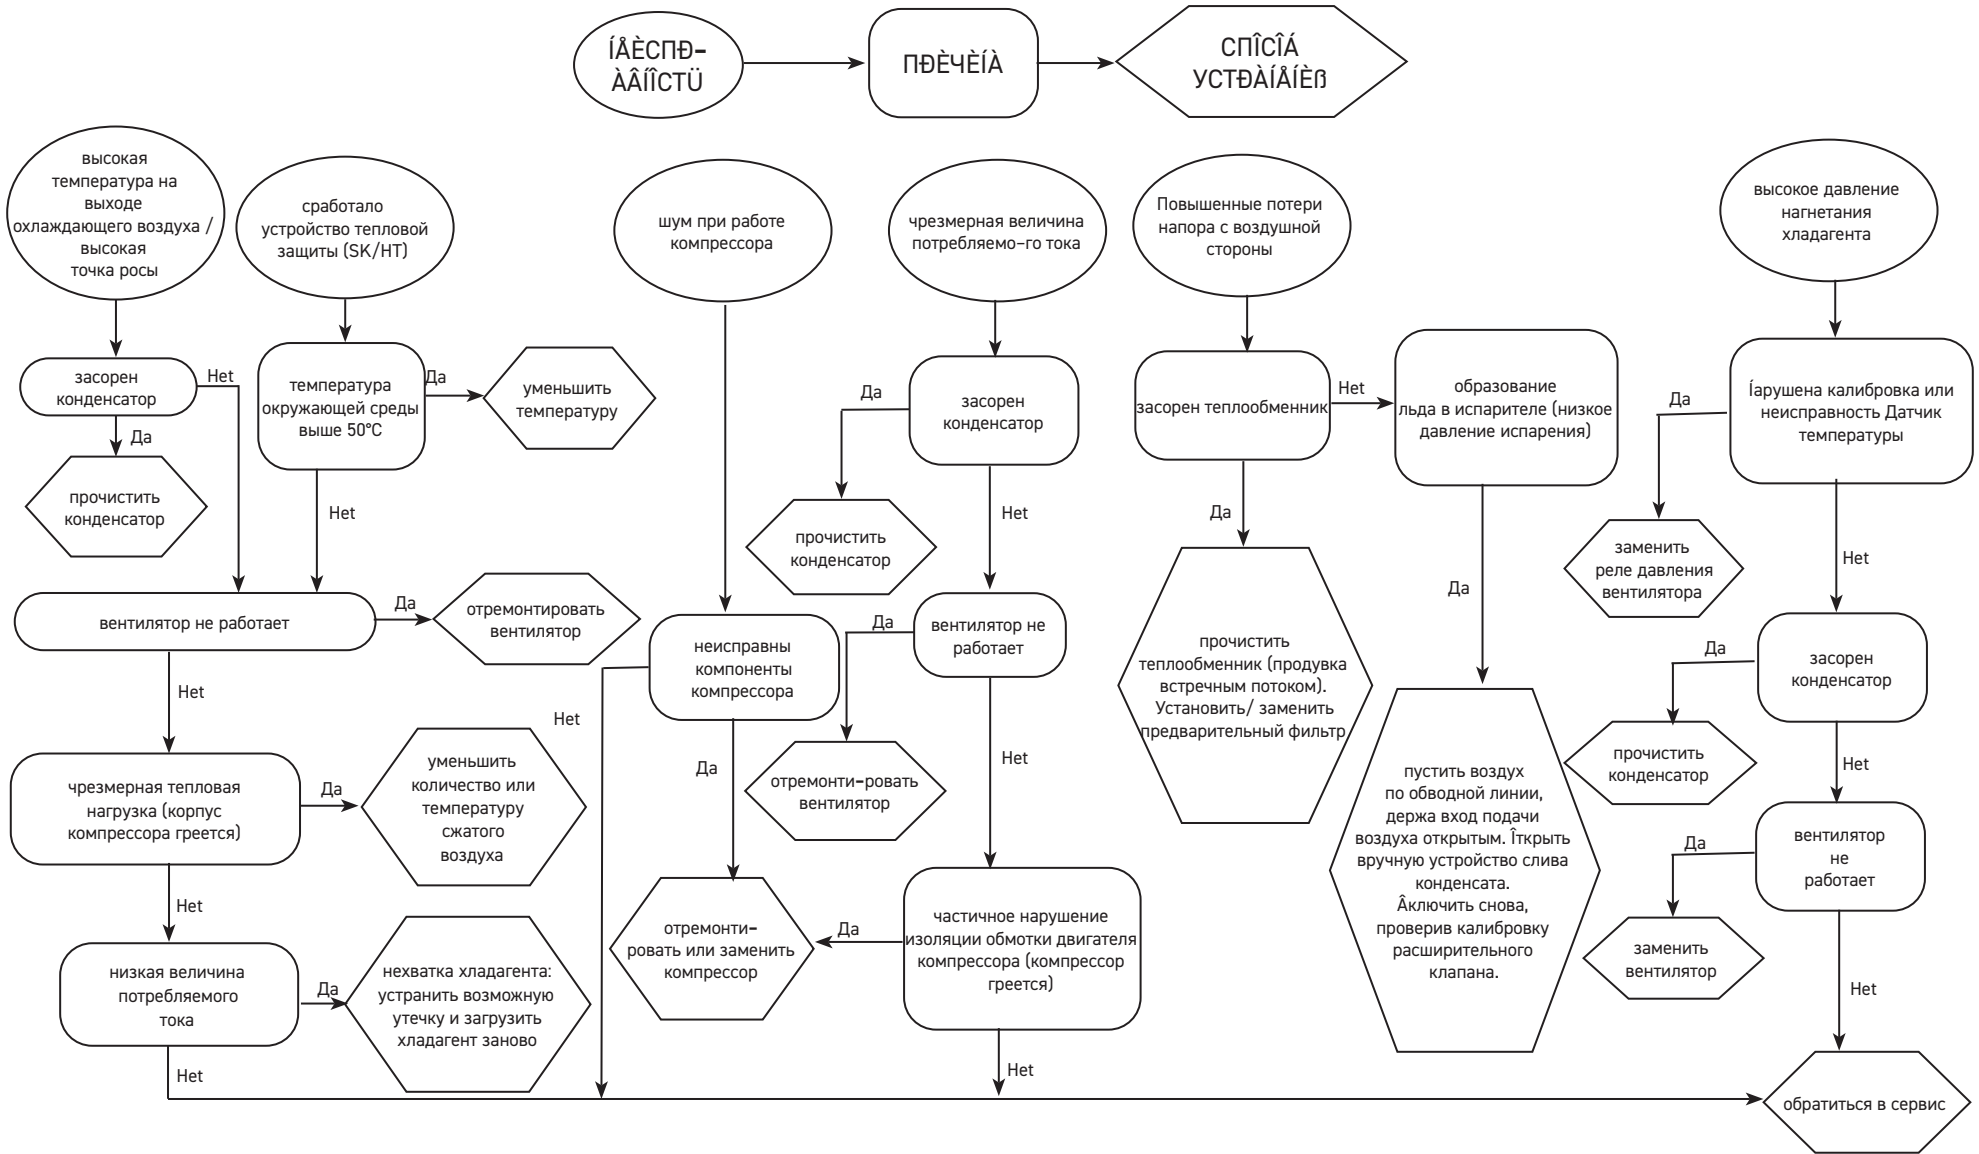 ÍÅÈСПÐ–
ÀÂÍÎСТÜ
ПÐÈЧÈÍÀ
СПÎСÎÁ
УСТÐÀÍÅÍÈß
высокая
температура на
выходе
охлаждающего воздуха /
высокая
точка росы
сработало
устройство тепловой
защиты (SK/HT)
шум при работе
компрессора
чрезмерная величина
потребляемо-го тока
Повышенные потери
напора с воздушной
стороны
высокое давление
нагнетания
хладагента
засорен
конденсатор
Нет
Да
прочистить
конденсатор
температура
окружающей среды
выше 50°C
Да
уменьшить
температуру
Нет
засорен
конденсатор
Да
прочистить
конденсатор
Нет
засорен теплообменник
Нет
образование
льда в испарителе (низкое
давление испарения)
Да
Да
Íарушена калибровка или
неисправность Датчик
температуры
Да
заменить
реле давления
вентилятора
Нет
вентилятор не работает
Да
отремонтировать
вентилятор
Нет
неисправны
компоненты
компрессора
Нет
Да
вентилятор не
работает
Да
отремонти-ровать
вентилятор
Нет
прочистить
теплообменник (продувка
встречным потоком).
Установить/ заменить
предварительный фильтр
засорен
конденсатор
Да
прочистить
конденсатор
Нет
чрезмерная тепловая
нагрузка (корпус
компрессора греется)
Да
уменьшить
количество или
температуру
сжатого
воздуха
Нет
пустить воздух
по обводной линии,
держа вход подачи
воздуха открытым. Îткрыть
вручную устройство слива
конденсата.
Âключить снова,
проверив калибровку
расширительного
клапана.
вентилятор
не
работает
Да
заменить
вентилятор
Нет
низкая величина
потребляемого
тока
Да
нехватка хладагента:
устранить возможную
утечку и загрузить
хладагент заново
Нет
отремонти-
ровать или заменить
компрессор
Да
частичное нарушение
изоляции обмотки двигателя
компрессора (компрессор
греется)
Нет
обратиться в сервис